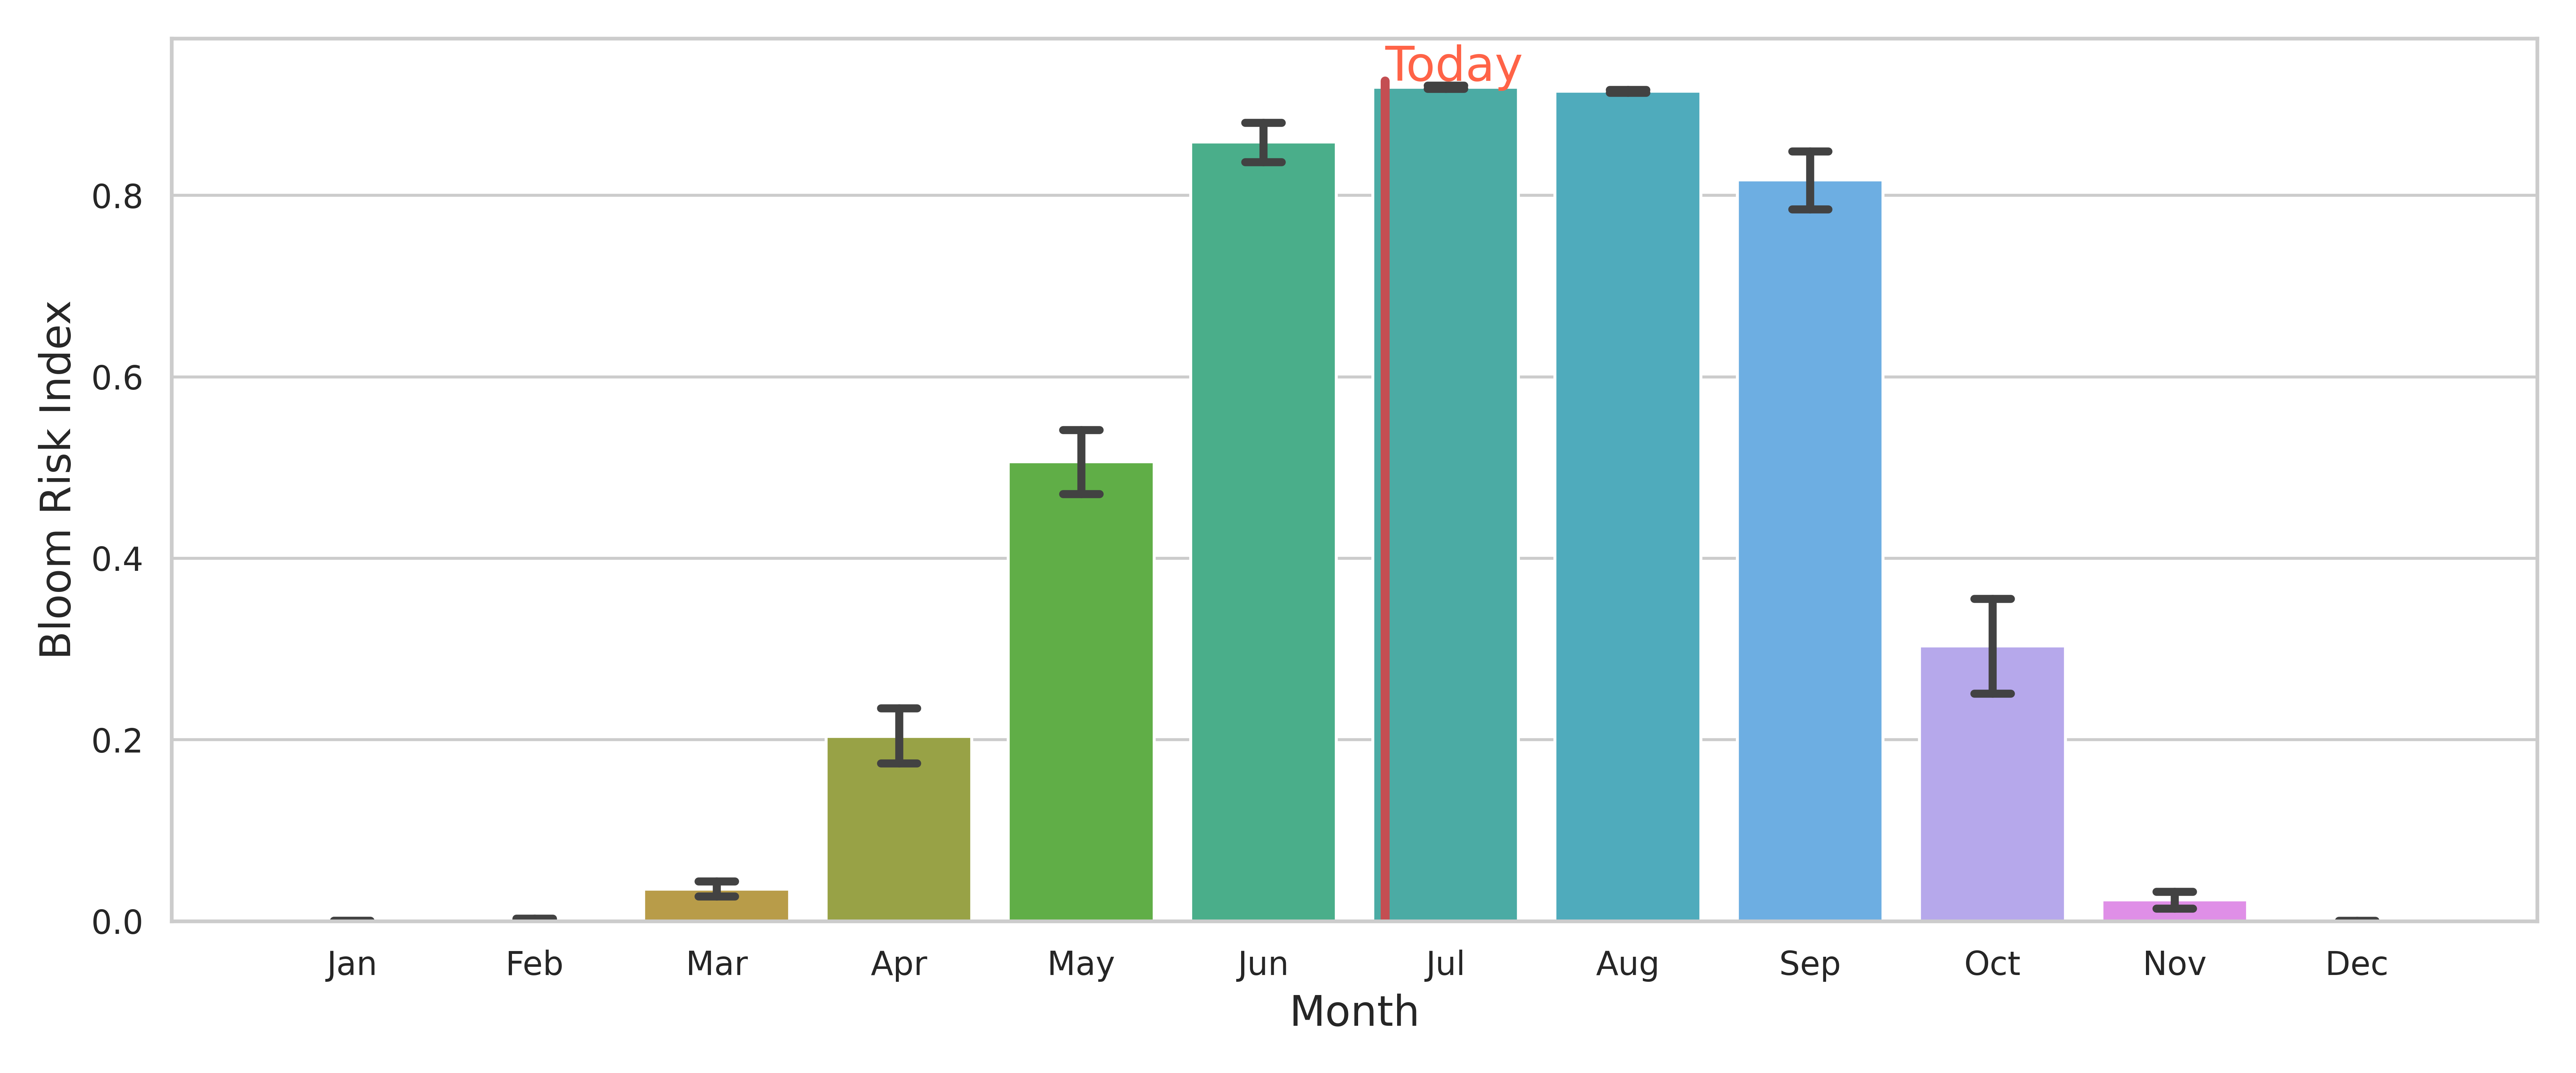 Today
Bloom Risk Index
0.8
0.6
0.4
0.2
0.0
Jan Feb Mar Apr May Jun Jul Aug Sep Oct Nov Dec
Month